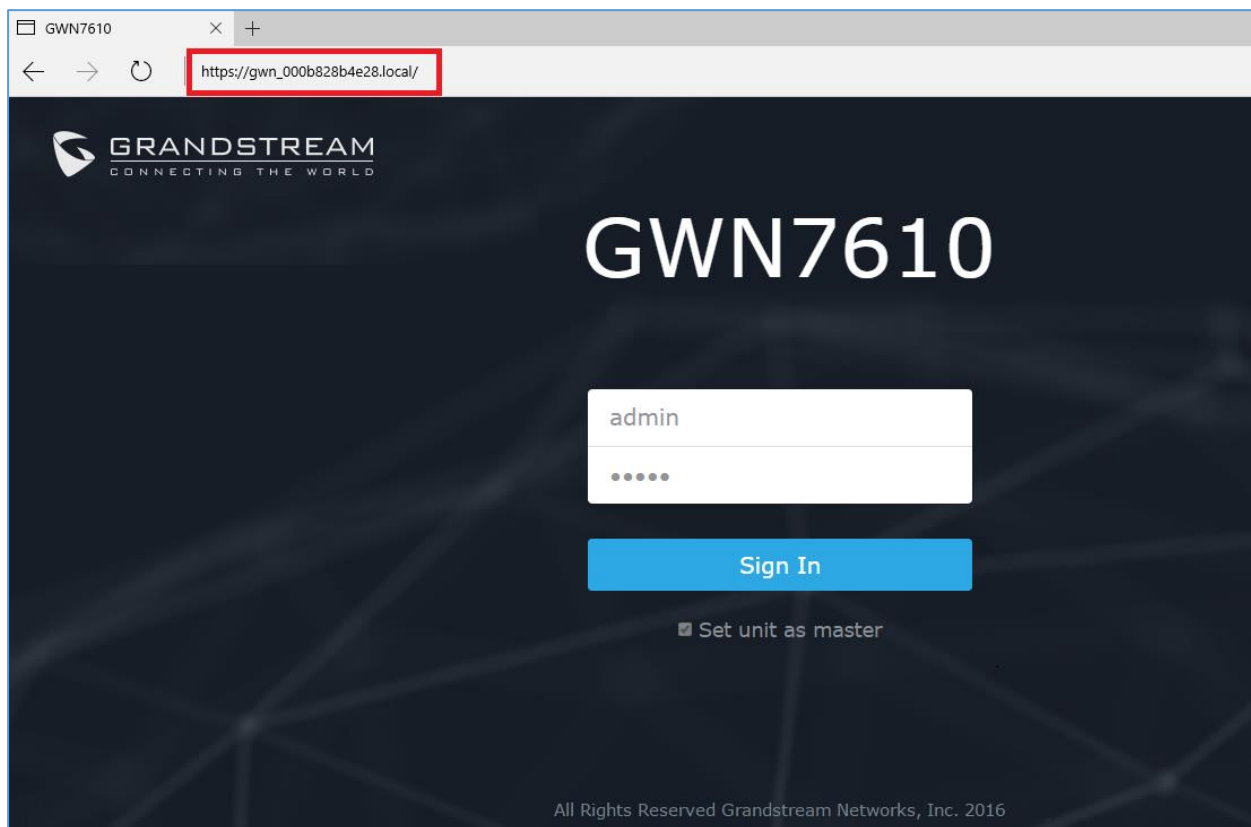 GWN7610
https://gwn_000b828b4e28.local/
GRANDSTREAM
CONNECTING THE WORLD
GWN7610
admin
•••••
Sign In
Set unit as master
All Rights Reserved Grandstream Networks, Inc. 2016